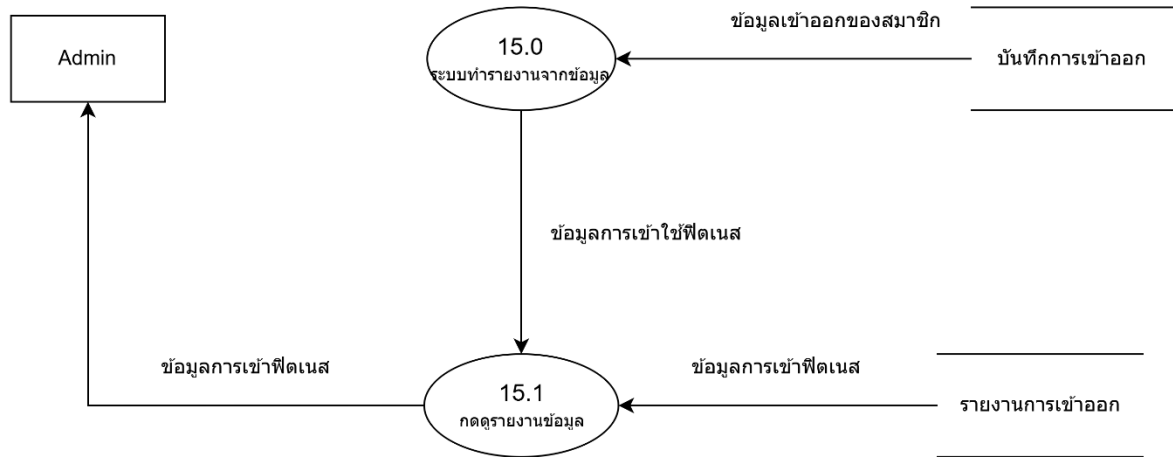 ข้อมูลเข้าออกของสมาชิก
Admin
15.0
ระบบทำรายงานจากข้อมูล
บันทึกการเข้าออก
ข้อมูลการเข้าใช้ฟิตเนส
ข้อมูลการเข้าฟิตเนส
ข้อมูลการเข้าฟิตเนส
15.1
กดดูรายงานข้อมูล
รายงานการเข้าออก